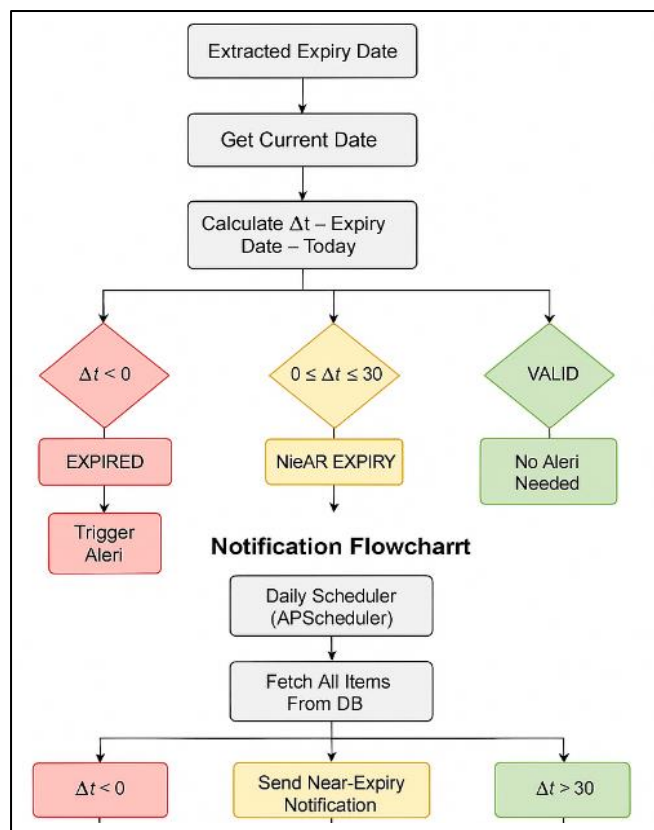 Extracted Expiry Date
Get Current Date
Calculate Δt – Expiry
Date – Today
Δt < 0
0 ≤ Δt ≤ 30
VALID
EXPIRED
NieAR EXPIRY
No Aleri
Needed
Trigger
Aleri
Notification Flowcharrt
Daily Scheduler
(APScheduler)
Fetch All Items
From DB
Δt < 0
Send Near-Expiry
Notification
Δt > 30